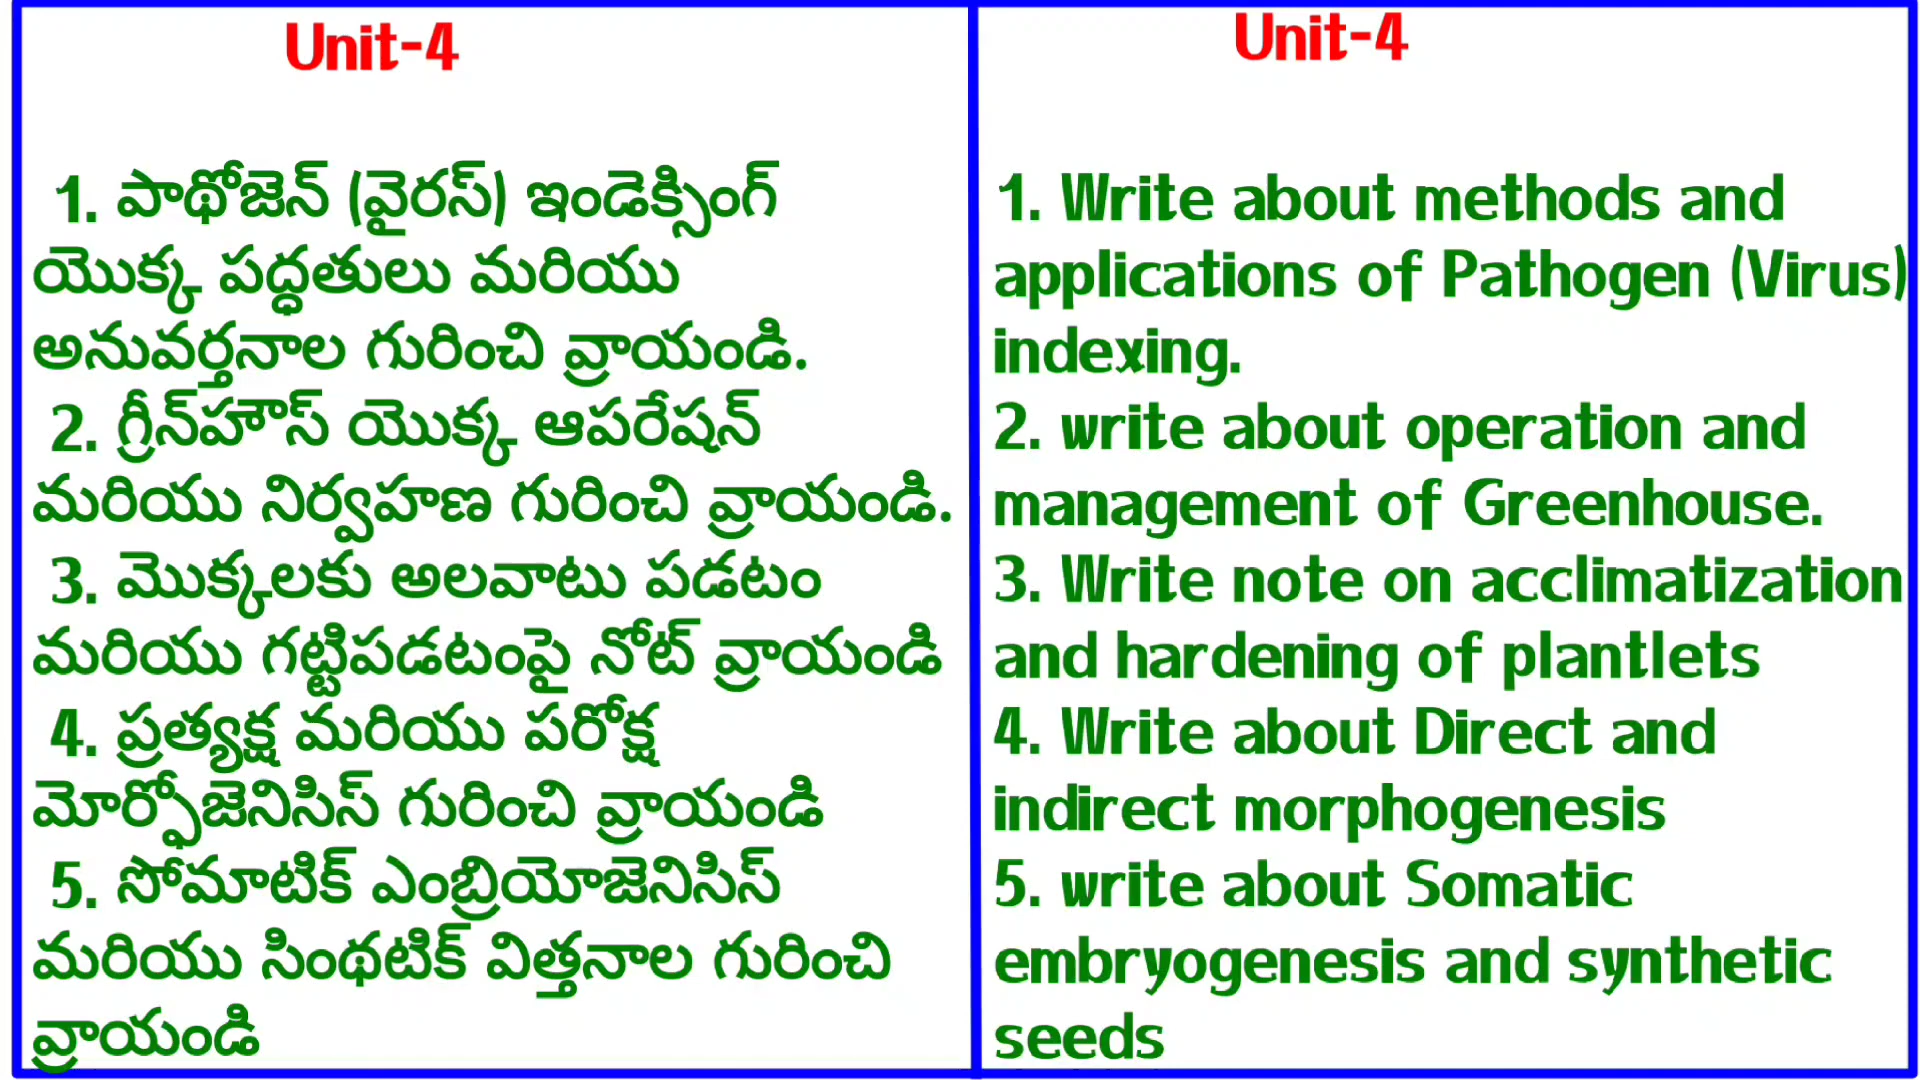 Unit-4
1. పాథోజెన్ (వైరస్) ఇండెక్సింగ్
యొక్క పద్ధతులు మరియు
అనువర్తనాల గురించి వ్రాయండి.
2. గ్రీన్‌హౌస్ యొక్క ఆపరేషన్
మరియు నిర్వహణ గురించి వ్రాయండి.
3. మొక్కలకు అలవాటు పడటం
మరియు గట్టిపడటంపై నోట్ వ్రాయండి
4. ప్రత్యక్ష మరియు పరోక్ష
మోర్ఫోజెనిసిస్ గురించి వ్రాయండి
5. సోమాటిక్ ఎంబ్రియోజెనిసిస్
మరియు సింథటిక్ విత్తనాల గురించి
వ్రాయండి
Unit-4
1. Write about methods and
applications of Pathogen (Virus)
indexing.
2. write about operation and
management of Greenhouse.
3. Write note on acclimatization
and hardening of plantlets
4. Write about Direct and
indirect morphogenesis
5. write about Somatic
embryogenesis and synthetic
seeds